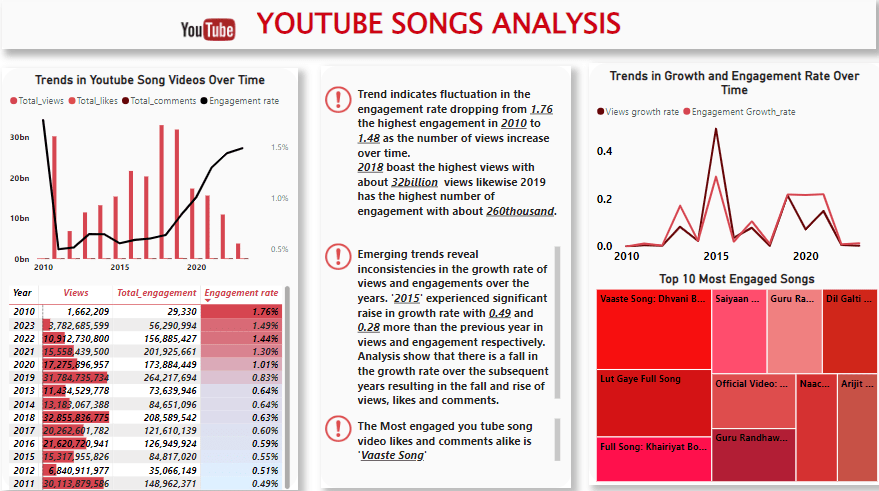 YouTube
YOUTUBE SONGS ANALYSIS
Trends in Youtube Song Videos Over Time
Total_views Total_likes Total_comments Engagement rate
30bn
20bn
10bn
0bn
1.5%
1.0%
0.5%
2010 2015 2020
Year Views Total_engagement Engagement rate
2010 1,662,209 29,330 1.76%
2023 3,782,685,599 56,290,994 1.49%
2022 10,912,730,800 156,885,427 1.44%
2021 15,558,439,500 201,925,661 1.30%
2020 17,275,896,957 173,884,449 1.01%
2019 31,784,735,734 264,217,694 0.83%
2013 11,434,529,778 73,639,946 0.64%
2014 13,183,067,388 84,651,096 0.64%
2018 32,855,836,775 208,589,542 0.63%
2017 20,262,601,782 121,610,139 0.60%
2016 21,620,720,941 126,949,924 0.59%
2015 15,317,955,826 84,817,020 0.55%
2012 6,840,911,977 35,066,149 0.51%
2011 30,113,879,586 148,962,371 0.49%
Trend indicates fluctuation in the
engagement rate dropping from 1.76
the highest engagement in 2010 to
1.48 as the number of views increase
over time.
2018 boast the highest views with
about 32billion views likewise 2019
has the highest number of
engagement with about 260thousand.
Emerging trends reveal
inconsistencies in the growth rate of
views and engagements over the
years. '2015' experienced significant
raise in growth rate with 0.49 and
0.28 more than the previous year in
views and engagement respectively.
Analysis show that there is a fall in
the growth rate over the subsequent
years resulting in the fall and rise of
views, likes and comments.
The Most engaged you tube song
video likes and comments alike is
'Vaaste Song'
Trends in Growth and Engagement Rate Over
Time
Views growth rate Engagement Growth_rate
0.4
0.2
0.0
2010 2015 2020
Top 10 Most Engaged Songs
Vaaste Song: Dhvani B...
Saiyaan ...
Guru Ra...
Dil Galti ...
Lut Gaye Full Song
Official Video: ...
Naac...
Arijit ...
Full Song: Khairiyat Bo...
Guru Randhaw...